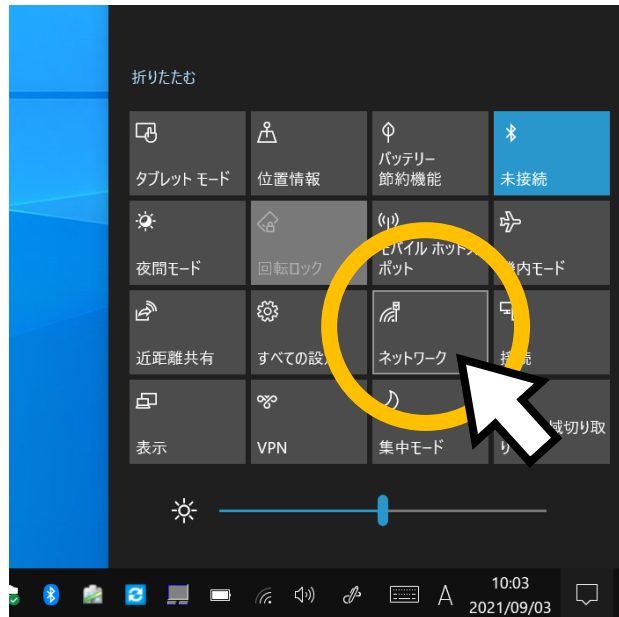 折りたたむ
タブレット モード
位置情報
バッテリー
節約機能
未接続
夜間モード
回転ロック
モバイル ホットス
ポット
機内モード
近距離共有
すべての設定
ネットワーク
接続
表示
VPN
集中モード
域切り取
り
A
10:03
2021/09/03